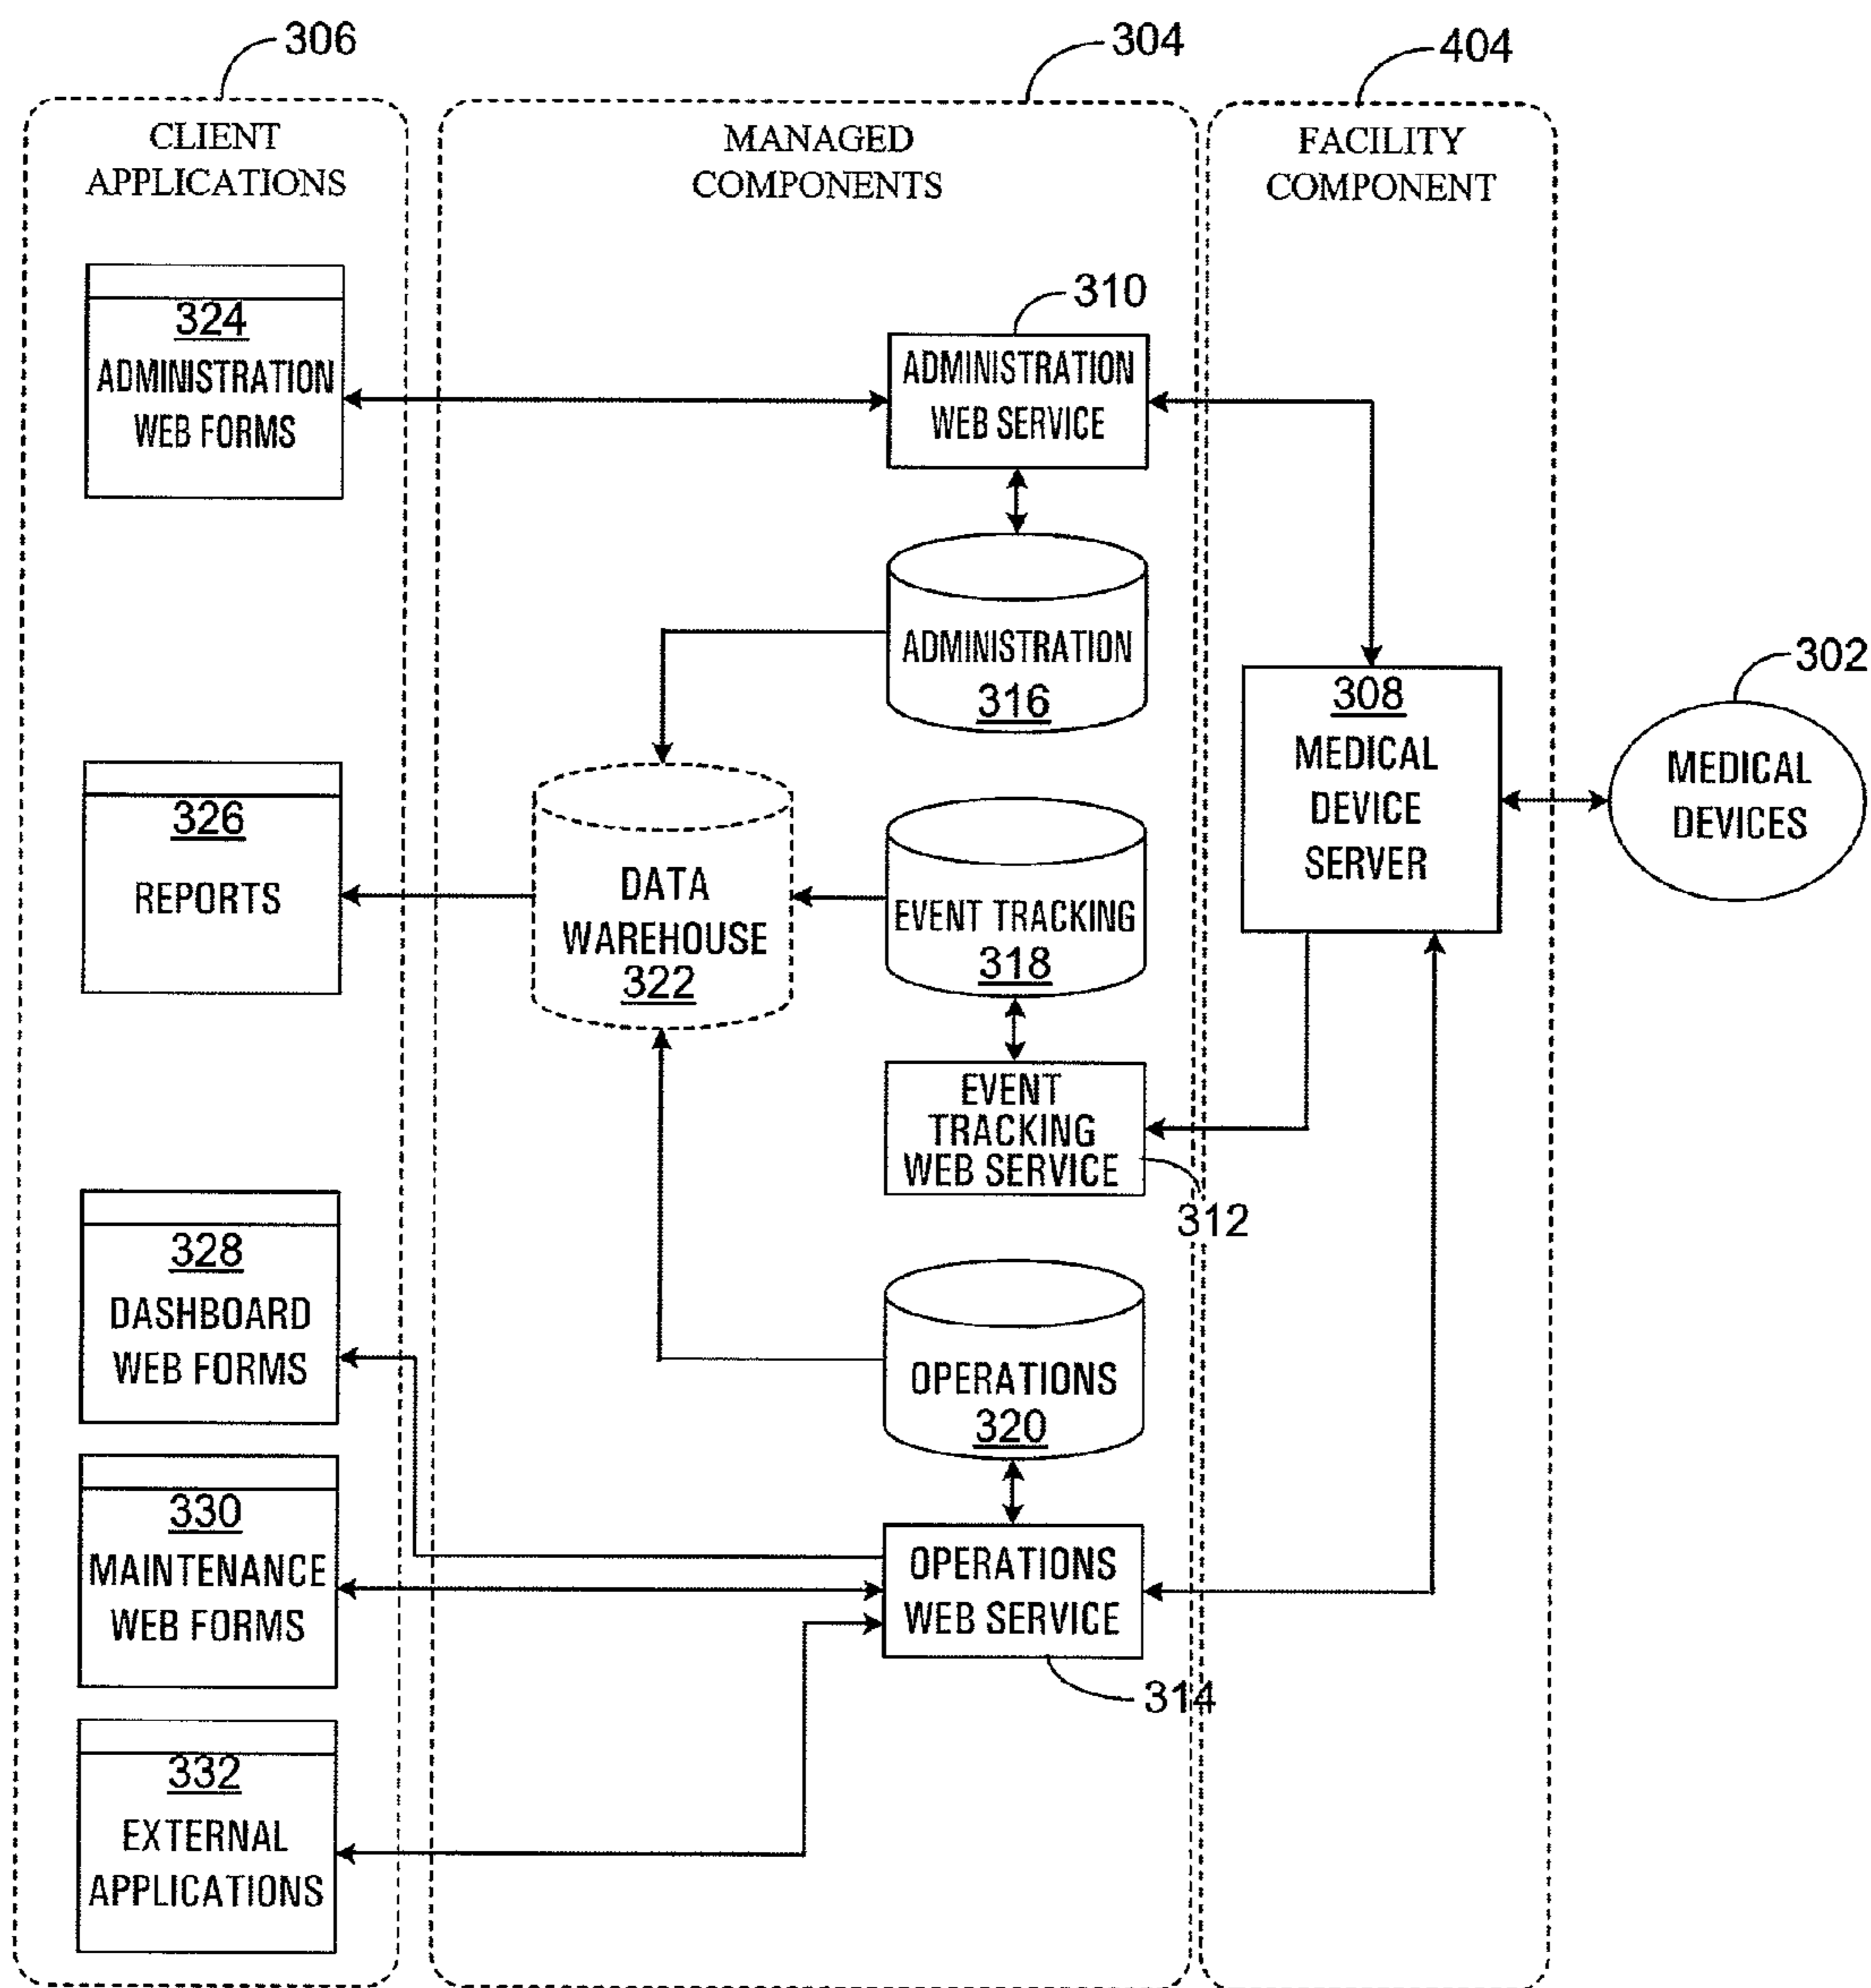 306
304
404
CLIENT
APPLICATIONS
MANAGED
COMPONENTS
FACILITY
COMPONENT
324
ADMINISTRATION
WEB FORMS
310
ADMINISTRATION
WEB SERVICE
ADMINISTRATION
316
302
308
MEDICAL
DEVICE
SERVER
MEDICAL
DEVICES
326
REPORTS
DATA
WAREHOUSE
322
EVENT TRACKING
318
EVENT
TRACKING
WEB SERVICE
312
328
DASHBOARD
WEB FORMS
OPERATIONS
320
330
MAINTENANCE
WEB FORMS
OPERATIONS
WEB SERVICE
314
332
EXTERNAL
APPLICATIONS